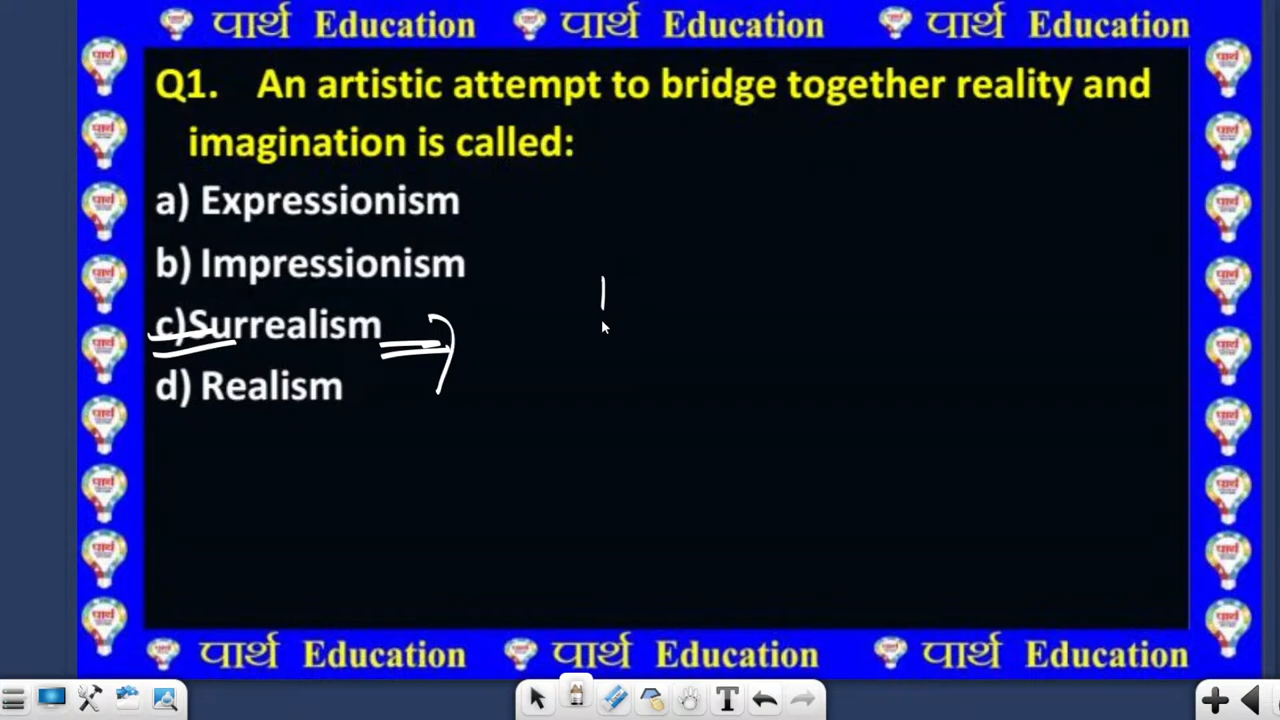 पार्थ Education पार्थ Education पार्थ Education
Q1. An artistic attempt to bridge together reality and
imagination is called:
a) Expressionism
b) Impressionism
c)Surrealism
d) Realism
पार्थ Education पार्थ Education पार्थ Education